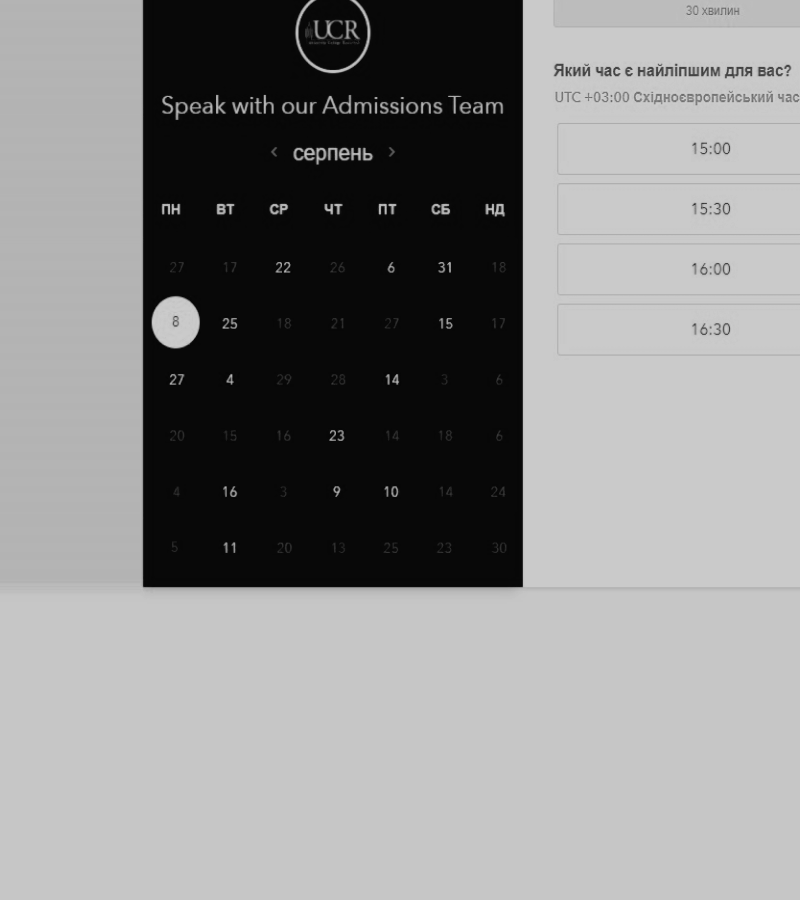 UCR
Speak with our Admissions Team
< серпень >
ПН ВТ СР ЧТ ПТ СБ НД
27 17 22 26 6 31 18
8 25 18 21 27 15 17
27 4 29 28 14 3 6
20 15 16 23 14 18 6
4 16 3 9 10 14 24
5 11 20 13 25 23 30
30 хвилин
Який час є найліпшим для вас?
UTC +03:00 Східноєвропейський час
15:00
15:30
16:00
16:30